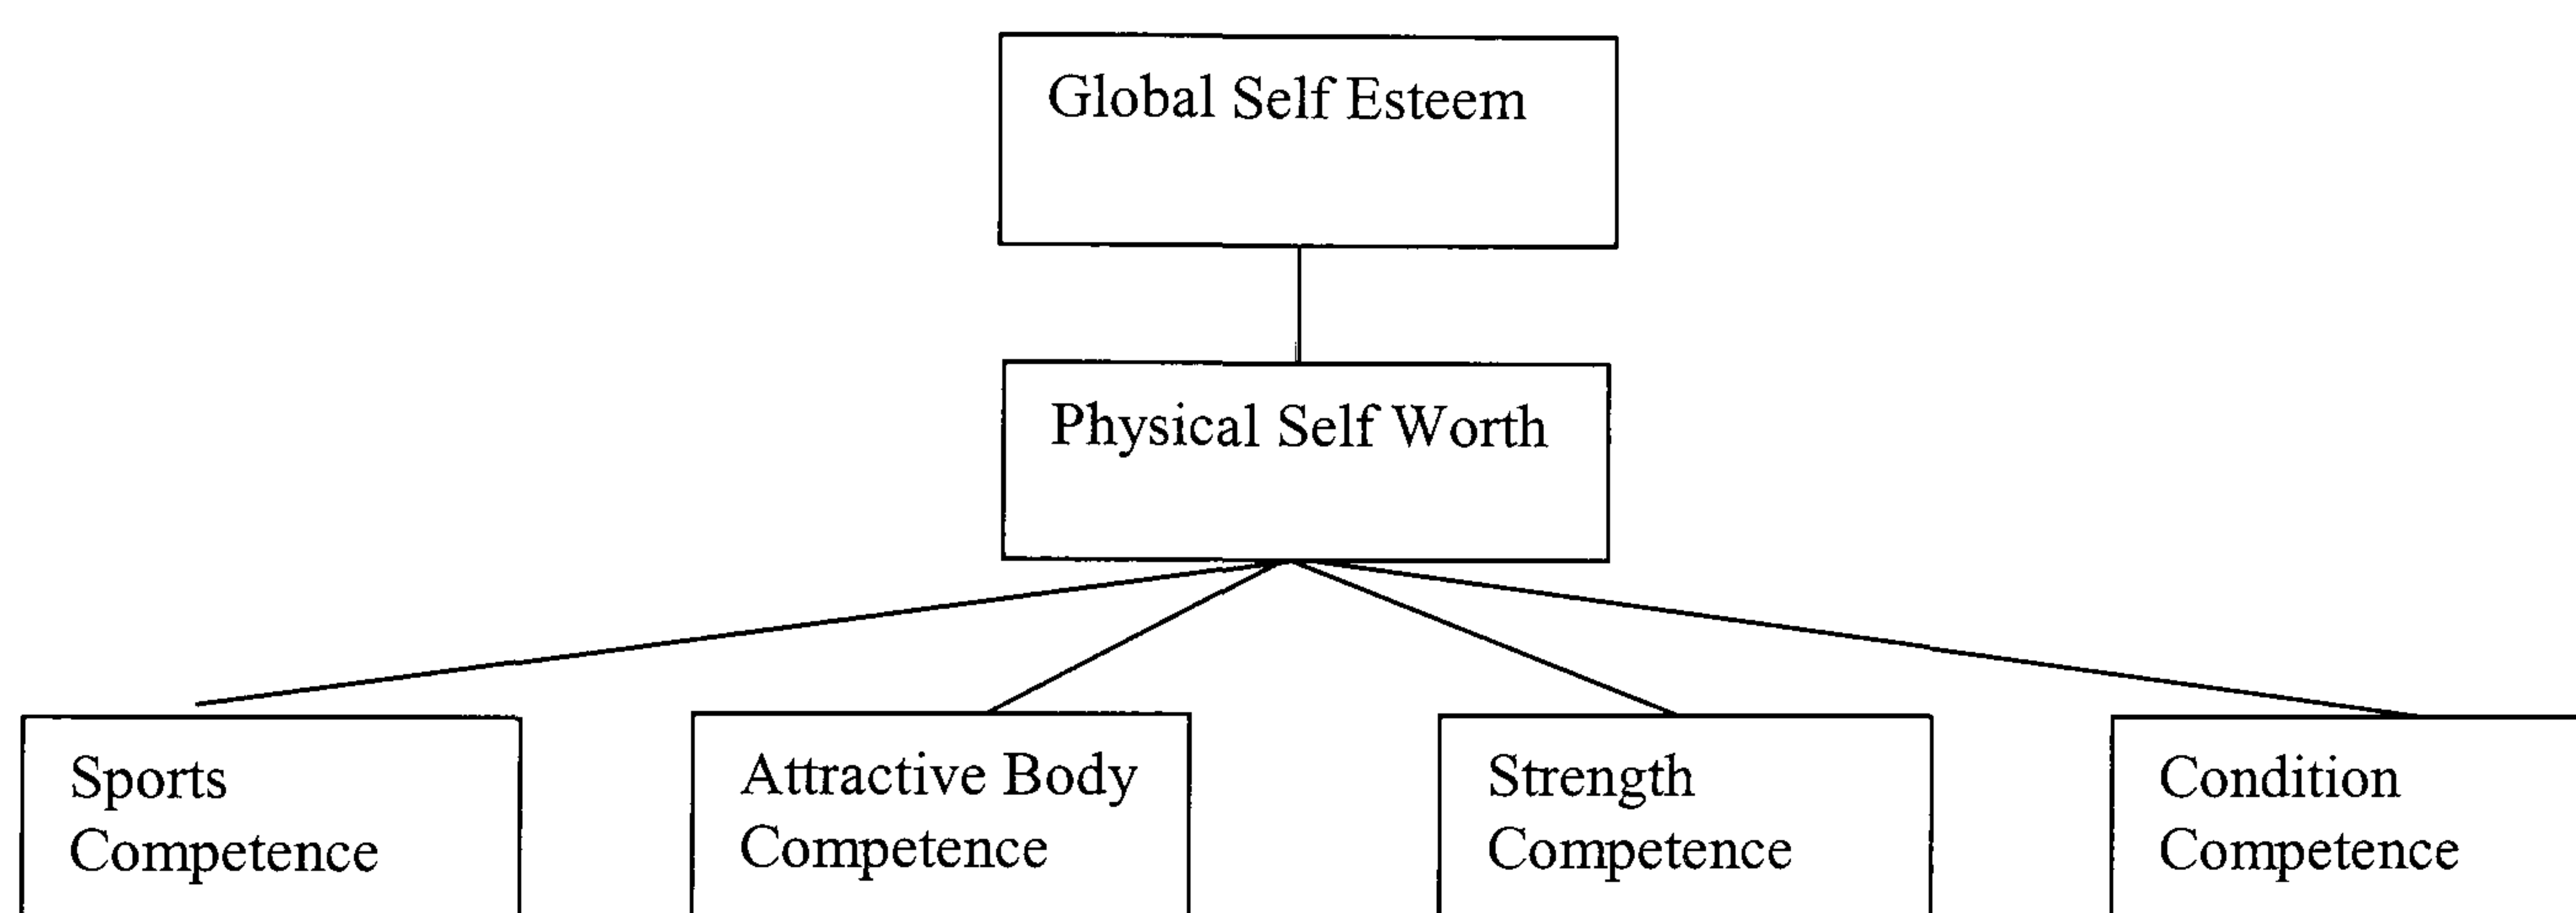 Global Self Esteem
Physical Self Worth
Sports
Competence
Attractive Body
Competence
Strength
Competence
Condition
Competence